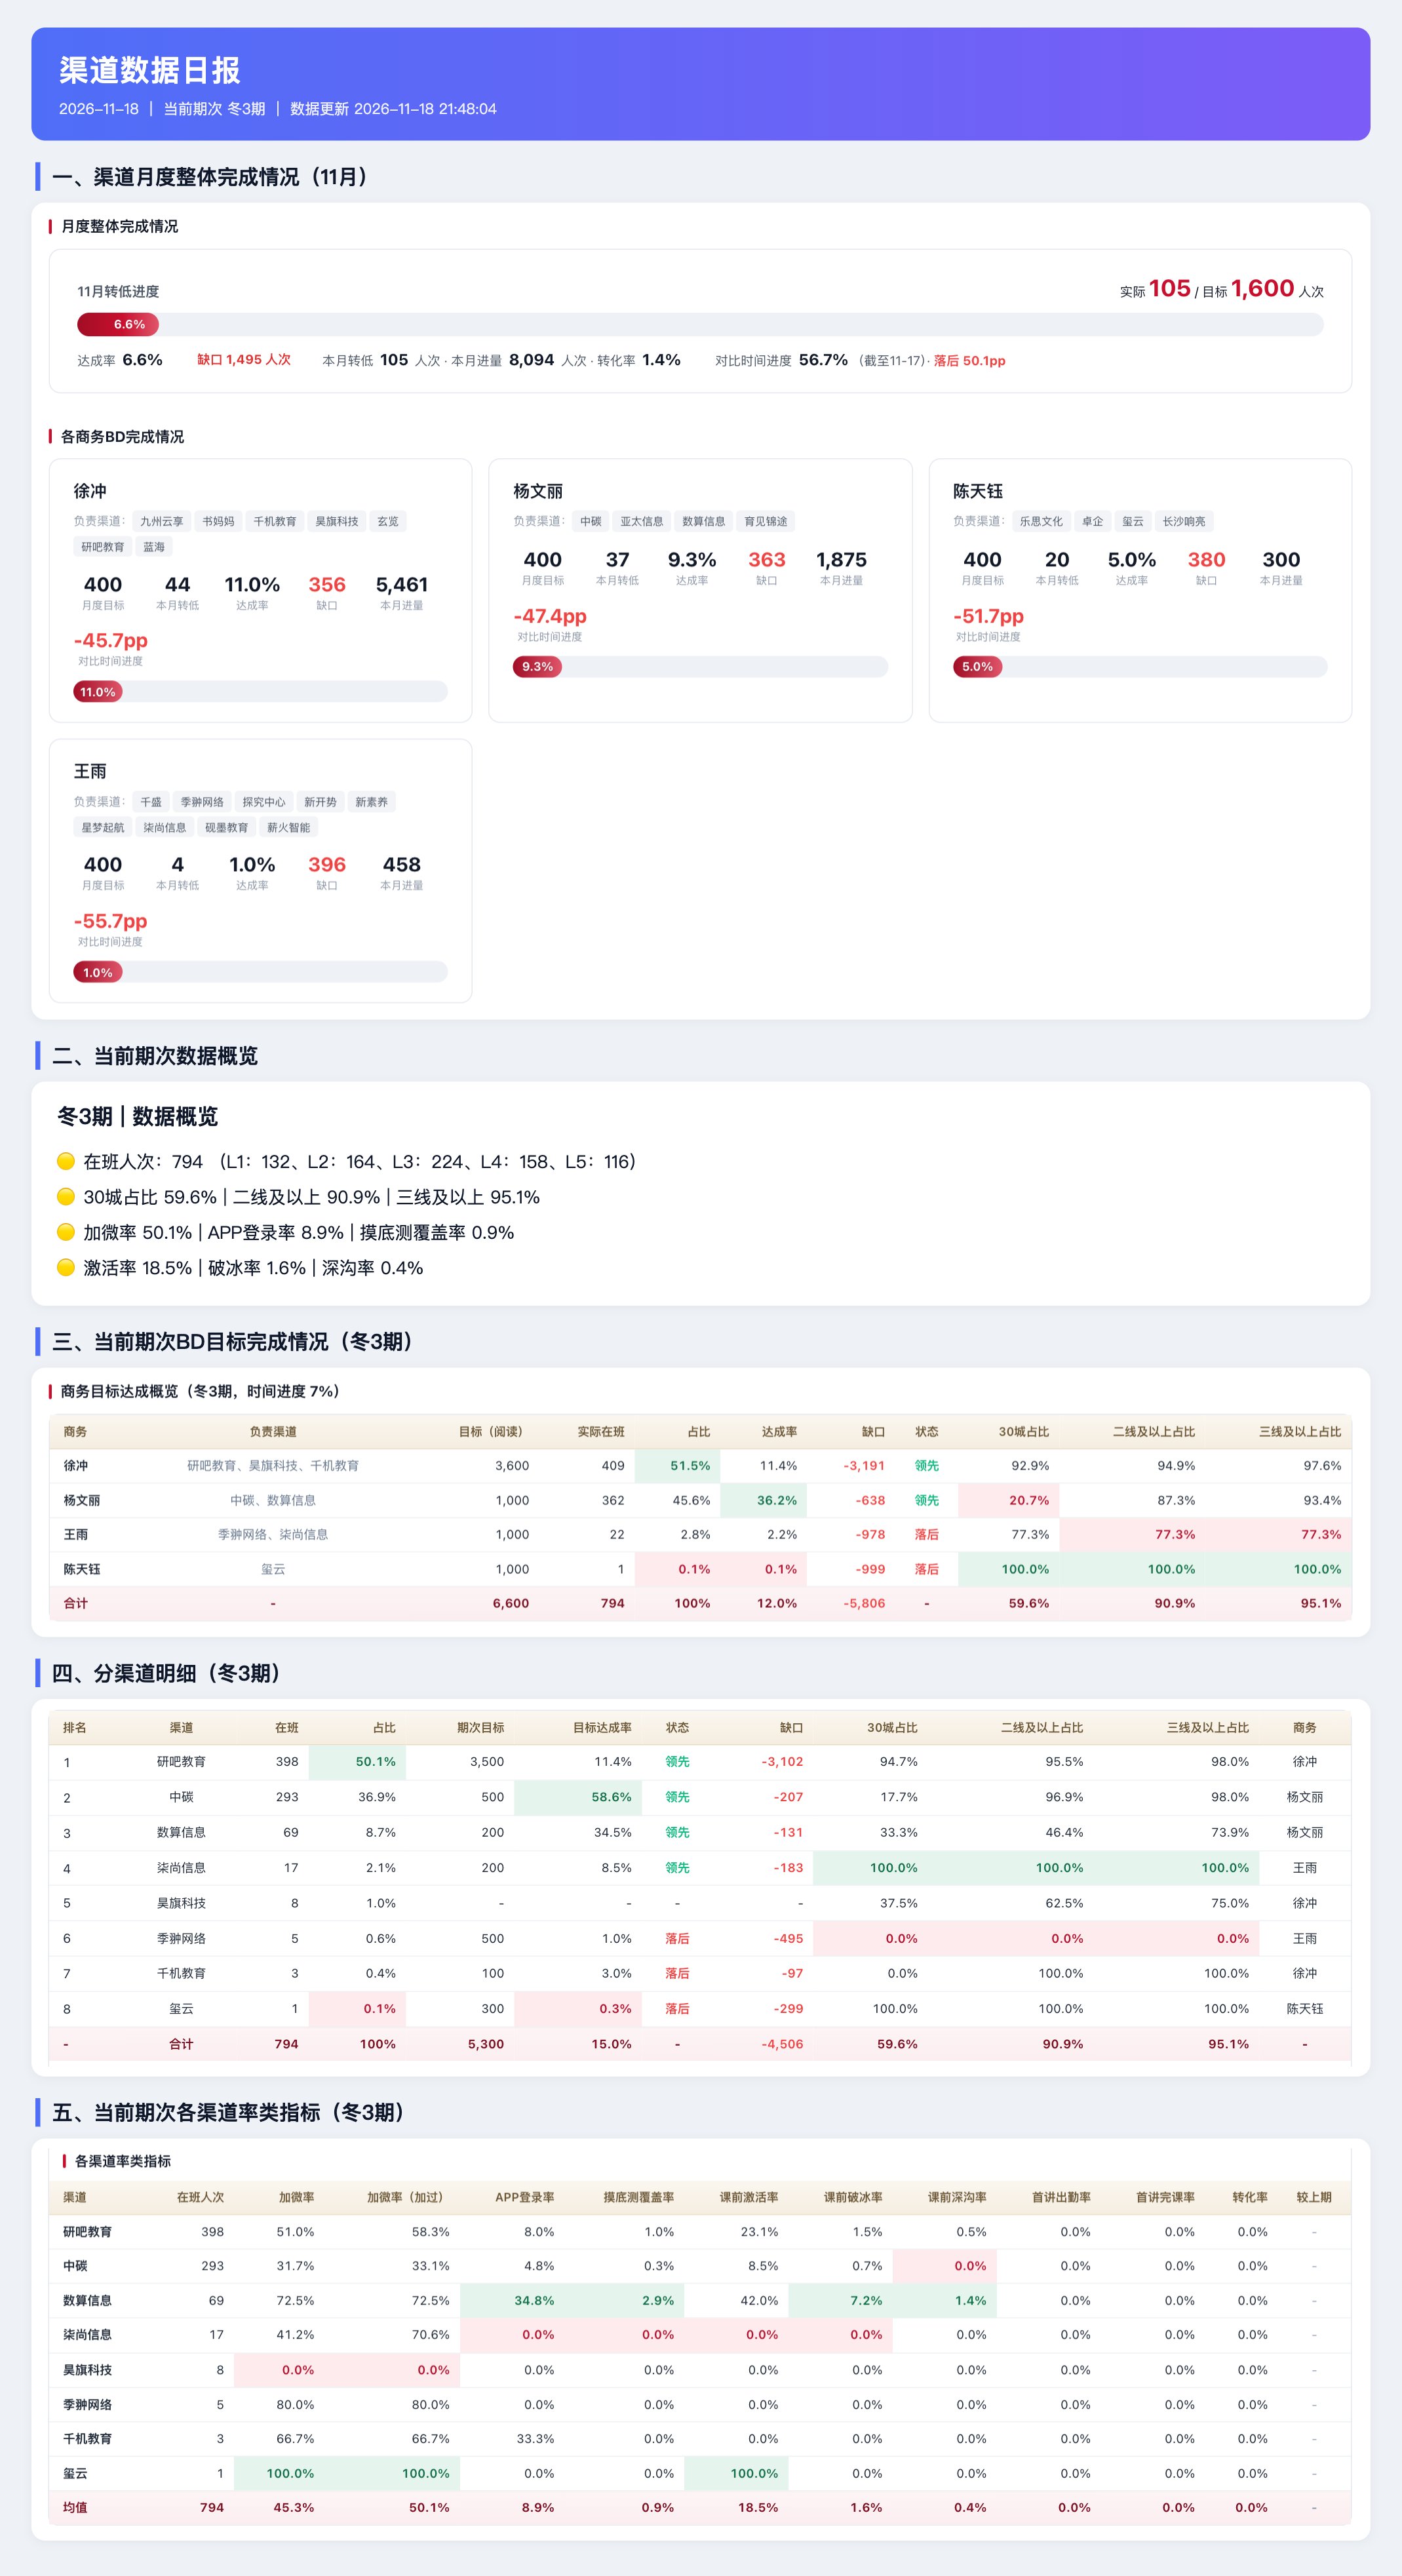 渠道数据日报
2026-11-18 | 当前期次 冬3期 | 数据更新 2026-11-18 21:48:04
一、渠道月度整体完成情况（11月）
月度整体完成情况
11月转低进度 实际 105 / 目标 1,600 人次
6.6%
达成率 6.6% 缺口 1,495 人次 本月转低 105 人次 · 本月进量 8,094 人次 · 转化率 1.4% 对比时间进度 56.7% （截至11-17）· 落后 50.1pp
各商务BD完成情况
徐冲
负责渠道： 九州云享 书妈妈 千机教育 昊旗科技 玄览
研吧教育 蓝海
400 44 11.0% 356 5,461
月度目标 本月转低 达成率 缺口 本月进量
-45.7pp
对比时间进度
11.0%
杨文丽
负责渠道： 中碳 亚太信息 数算信息 育见锦途
400 37 9.3% 363 1,875
月度目标 本月转低 达成率 缺口 本月进量
-47.4pp
对比时间进度
9.3%
陈天钰
负责渠道： 乐思文化 卓企 玺云 长沙晌亮
400 20 5.0% 380 300
月度目标 本月转低 达成率 缺口 本月进量
-51.7pp
对比时间进度
5.0%
王雨
负责渠道： 千盛 季翀网络 探究中心 新开势 新素养
星梦起航 柒尚信息 砚墨教育 薪火智能
400 4 1.0% 396 458
月度目标 本月转低 达成率 缺口 本月进量
-55.7pp
对比时间进度
1.0%
二、当前期次数据概览
冬3期 | 数据概览
在班人次：794 （L1：132、L2：164、L3：224、L4：158、L5：116）
30城占比 59.6% | 二线及以上 90.9% | 三线及以上 95.1%
加微率 50.1% | APP登录率 8.9% | 摸底测覆盖率 0.9%
激活率 18.5% | 破冰率 1.6% | 深沟率 0.4%
三、当前期次BD目标完成情况（冬3期）
商务目标达成概览（冬3期，时间进度 7%）
商务 负责渠道 目标（阅读） 实际在班 占比 达成率 缺口 状态 30城占比 二线及以上占比 三线及以上占比
徐冲 研吧教育、昊旗科技、千机教育 3,600 409 51.5% 11.4% -3,191 领先 92.9% 94.9% 97.6%
杨文丽 中碳、数算信息 1,000 362 45.6% 36.2% -638 领先 20.7% 87.3% 93.4%
王雨 季翀网络、柒尚信息 1,000 22 2.8% 2.2% -978 落后 77.3% 77.3% 77.3%
陈天钰 玺云 1,000 1 0.1% 0.1% -999 落后 100.0% 100.0% 100.0%
合计 - 6,600 794 100% 12.0% -5,806 - 59.6% 90.9% 95.1%
四、分渠道明细（冬3期）
排名 渠道 在班 占比 期次目标 目标达成率 状态 缺口 30城占比 二线及以上占比 三线及以上占比 商务
1 研吧教育 398 50.1% 3,500 11.4% 领先 -3,102 94.7% 95.5% 98.0% 徐冲
2 中碳 293 36.9% 500 58.6% 领先 -207 17.7% 96.9% 98.0% 杨文丽
3 数算信息 69 8.7% 200 34.5% 领先 -131 33.3% 46.4% 73.9% 杨文丽
4 柒尚信息 17 2.1% 200 8.5% 领先 -183 100.0% 100.0% 100.0% 王雨
5 昊旗科技 8 1.0% - - - - 37.5% 62.5% 75.0% 徐冲
6 季翀网络 5 0.6% 500 1.0% 落后 -495 0.0% 0.0% 0.0% 王雨
7 千机教育 3 0.4% 100 3.0% 落后 -97 0.0% 100.0% 100.0% 徐冲
8 玺云 1 0.1% 300 0.3% 落后 -299 100.0% 100.0% 100.0% 陈天钰
- 合计 794 100% 5,300 15.0% - -4,506 59.6% 90.9% 95.1% -
五、当前期次各渠道率类指标（冬3期）
各渠道率类指标
渠道 在班人次 加微率 加微率（加过） APP登录率 摸底测覆盖率 课前激活率 课前破冰率 课前深沟率 首讲出勤率 首讲完课率 转化率 较上期
研吧教育 398 51.0% 58.3% 8.0% 1.0% 23.1% 1.5% 0.5% 0.0% 0.0% 0.0% -
中碳 293 31.7% 33.1% 4.8% 0.3% 8.5% 0.7% 0.0% 0.0% 0.0% 0.0% -
数算信息 69 72.5% 72.5% 34.8% 2.9% 42.0% 7.2% 1.4% 0.0% 0.0% 0.0% -
柒尚信息 17 41.2% 70.6% 0.0% 0.0% 0.0% 0.0% 0.0% 0.0% 0.0% 0.0% -
昊旗科技 8 0.0% 0.0% 0.0% 0.0% 0.0% 0.0% 0.0% 0.0% 0.0% 0.0% -
季翀网络 5 80.0% 80.0% 0.0% 0.0% 0.0% 0.0% 0.0% 0.0% 0.0% 0.0% -
千机教育 3 66.7% 66.7% 33.3% 0.0% 0.0% 0.0% 0.0% 0.0% 0.0% 0.0% -
玺云 1 100.0% 100.0% 0.0% 0.0% 100.0% 0.0% 0.0% 0.0% 0.0% 0.0% -
均值 794 45.3% 50.1% 8.9% 0.9% 18.5% 1.6% 0.4% 0.0% 0.0% 0.0% -